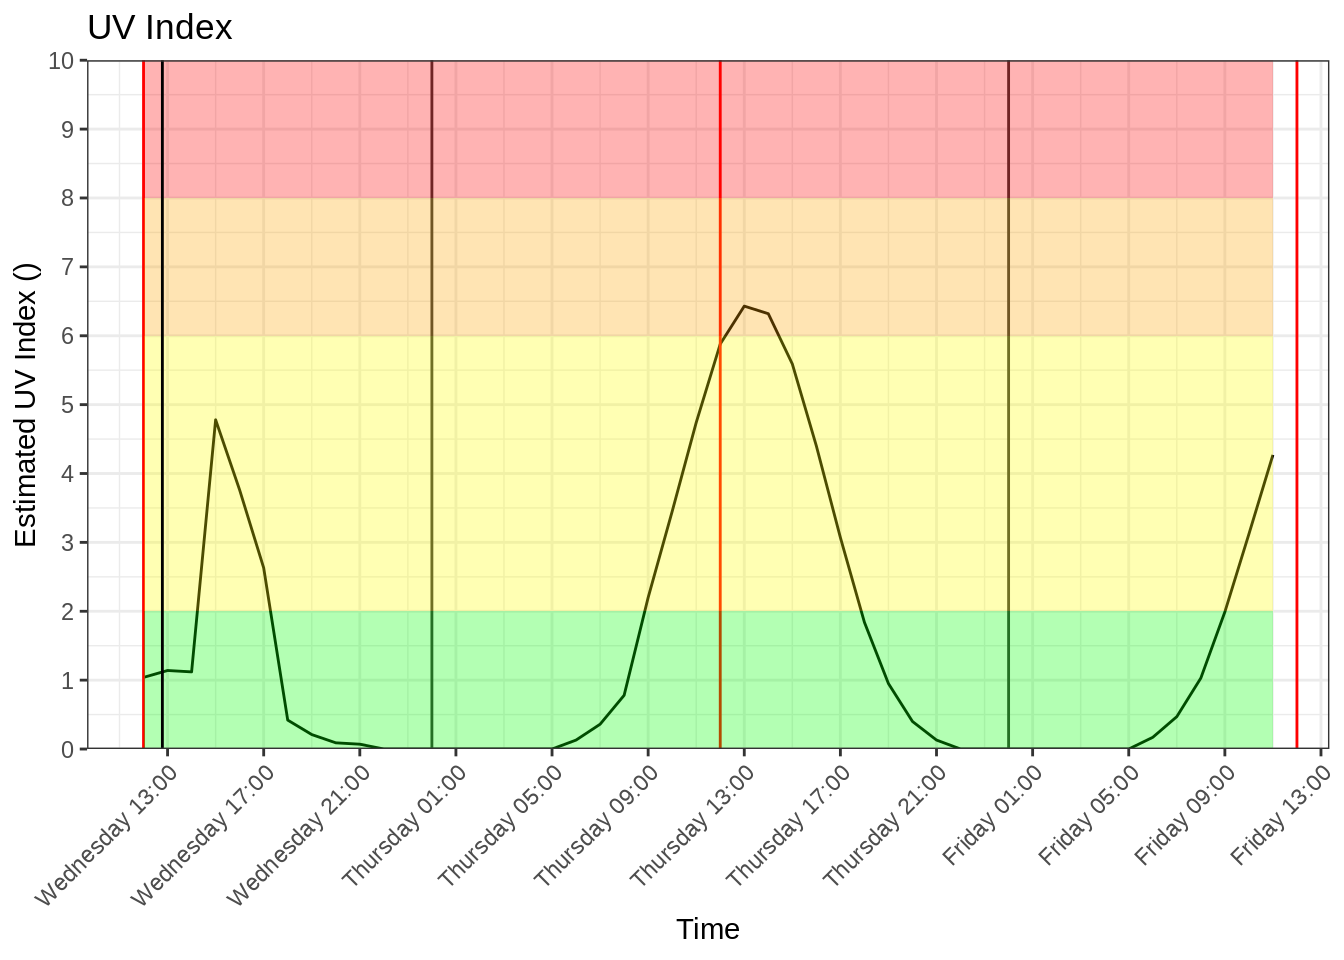 UV Index
Estimated UV Index ()
10
9
8
7
6
5
4
3
2
1
0
Wednesday 13:00
Wednesday 17:00
Wednesday 21:00
Thursday 01:00
Thursday 05:00
Thursday 09:00
Thursday 13:00
Thursday 17:00
Thursday 21:00
Friday 01:00
Friday 05:00
Friday 09:00
Friday 13:00
Time